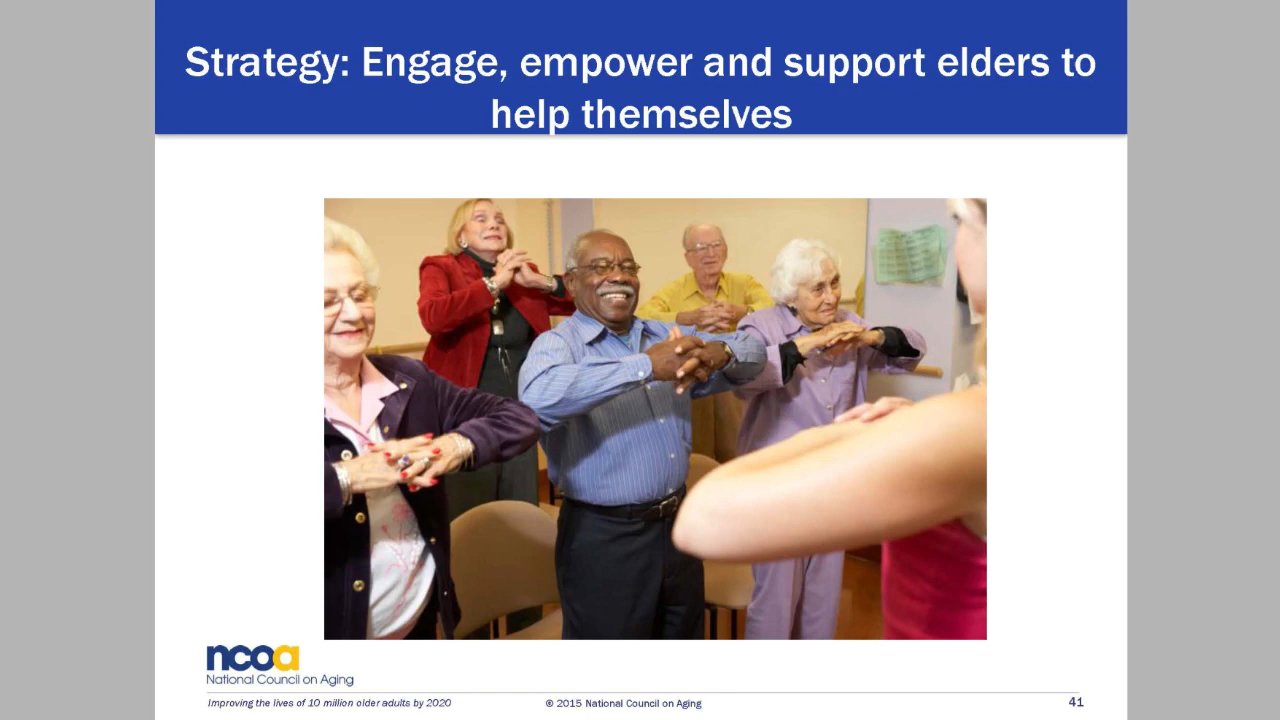 Strategy: Engage, empower and support elders to
help themselves
ncoa
National Council on Aging
Improving the lives of 10 million older adults by 2020
© 2015 National Council on Aging
41